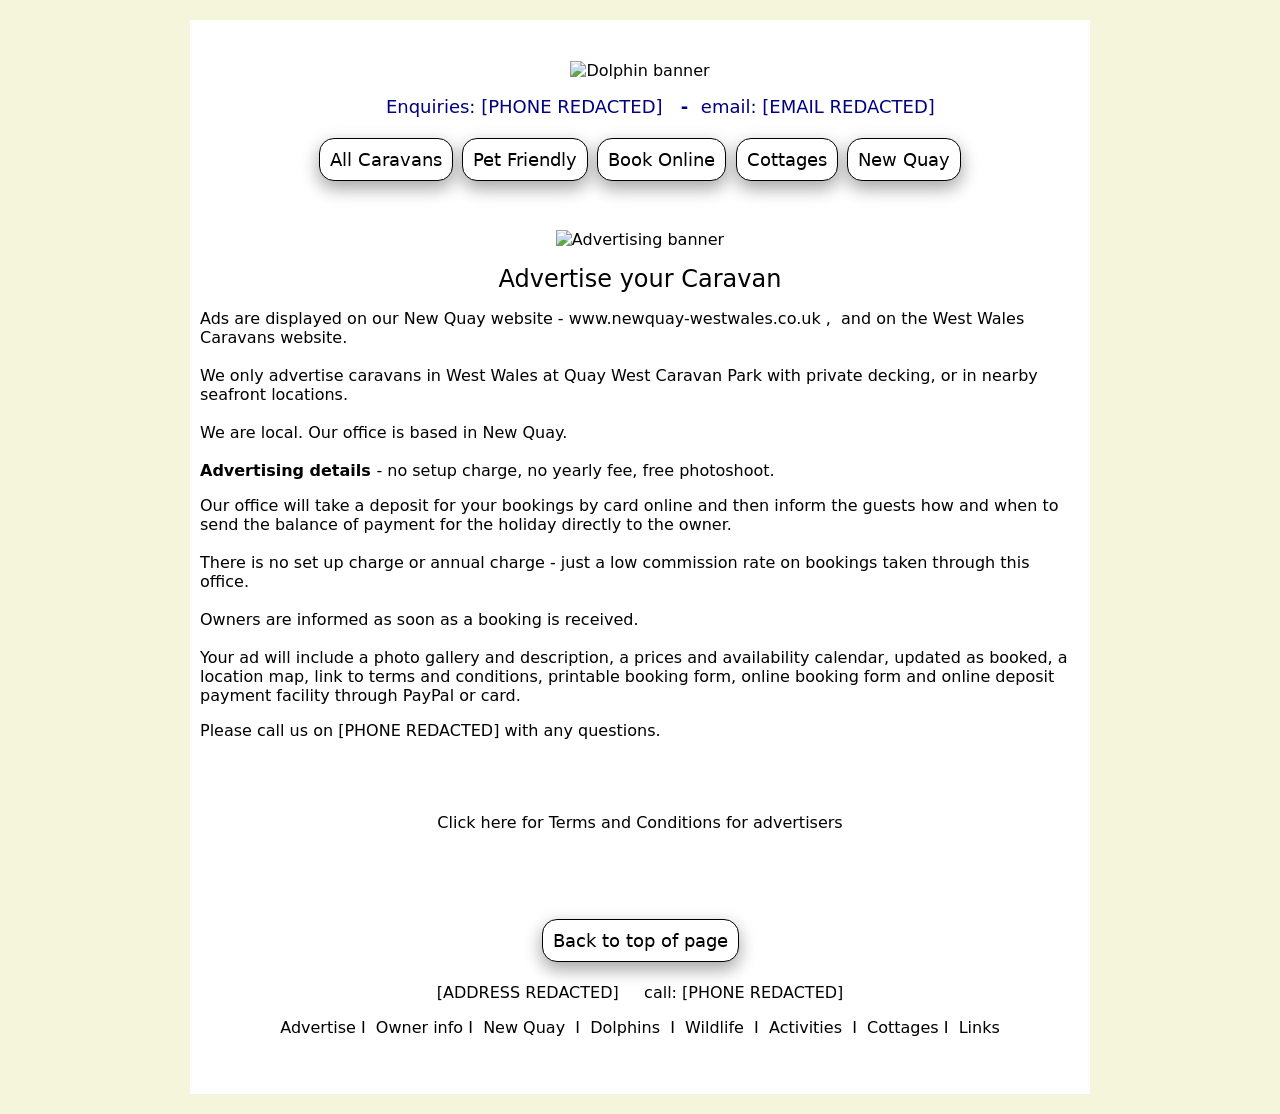 Dolphin banner
Enquiries: [PHONE REDACTED] - email: [EMAIL REDACTED]
All Caravans Pet Friendly Book Online Cottages New Quay
Advertising banner
Advertise your Caravan
Ads are displayed on our New Quay website - www.newquay-westwales.co.uk , and on the West Wales
Caravans website.
We only advertise caravans in West Wales at Quay West Caravan Park with private decking, or in nearby
seafront locations.
We are local. Our office is based in New Quay.
Advertising details - no setup charge, no yearly fee, free photoshoot.
Our office will take a deposit for your bookings by card online and then inform the guests how and when to
send the balance of payment for the holiday directly to the owner.
There is no set up charge or annual charge - just a low commission rate on bookings taken through this
office.
Owners are informed as soon as a booking is received.
Your ad will include a photo gallery and description, a prices and availability calendar, updated as booked, a
location map, link to terms and conditions, printable booking form, online booking form and online deposit
payment facility through PayPal or card.
Please call us on [PHONE REDACTED] with any questions.
Click here for Terms and Conditions for advertisers
Back to top of page
[ADDRESS REDACTED] call: [PHONE REDACTED]
Advertise I Owner info I New Quay I Dolphins I Wildlife I Activities I Cottages I Links